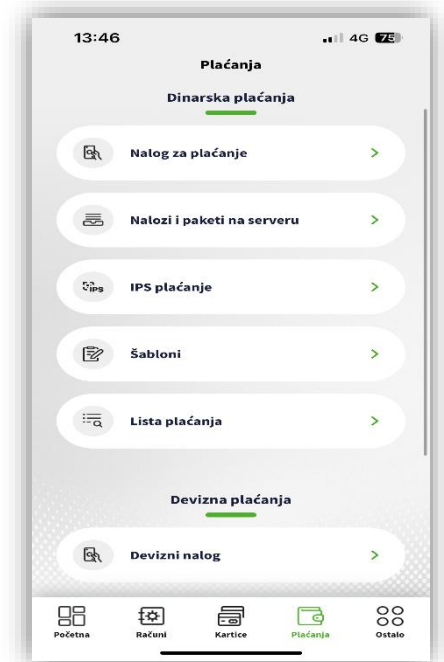 13:46
4G 75
Plaćanja
Dinarska plaćanja
Nalog za plaćanje
Nalozi i paketi na serveru
IPS
IPS plaćanje
Šabloni
Lista plaćanja
Devizna plaćanja
Devizni nalog
Početna
Računi
Kartice
Plaćanja
Ostalo